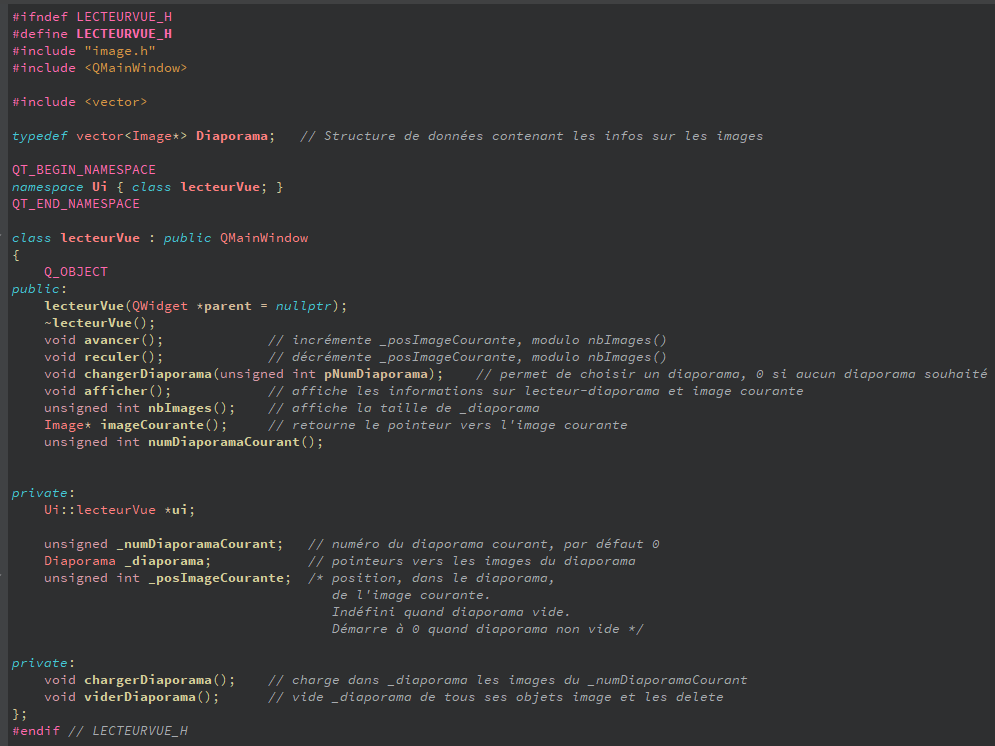 #ifndef LECTEURVUE_H
#define LECTEURVUE_H
#include "image.h"
#include <QMainWindow>
#include <vector>
typedef vector<Image*> Diaporama;   // Structure de données contenant les infos sur les images
QT_BEGIN_NAMESPACE
namespace Ui { class lecteurVue; }
QT_END_NAMESPACE
class lecteurVue : public QMainWindow
{
    Q_OBJECT
public:
    lecteurVue(QWidget *parent = nullptr);
    ~lecteurVue();
    void avancer();             // incrémente _posImageCourante, modulo nbImages()
    void reculer();             // décrémente _posImageCourante, modulo nbImages()
    void changerDiaporama(unsigned int pNumDiaporama);    // permet de choisir un diaporama, 0 si aucun diaporama souhaité
    void afficher();            // affiche les informations sur lecteur-diaporama et image courante
    unsigned int nbImages();    // affiche la taille de _diaporama
    Image* imageCourante();     // retourne le pointeur vers l'image courante
    unsigned int numDiaporamaCourant();
private:
    Ui::lecteurVue *ui;
    unsigned _numDiaporamaCourant;   // numéro du diaporama courant, par défaut 0
    Diaporama _diaporama;            // pointeurs vers les images du diaporama
    unsigned int _posImageCourante;  /* position, dans le diaporama,
                                        de l'image courante.
                                        Indéfini quand diaporama vide.
                                        Démarre à 0 quand diaporama non vide */
private:
    void chargerDiaporama();    // charge dans _diaporama les images du _numDiaporamaCourant
    void viderDiaporama();      // vide _diaporama de tous ses objets image et les delete
};
#endif // LECTEURVUE_H